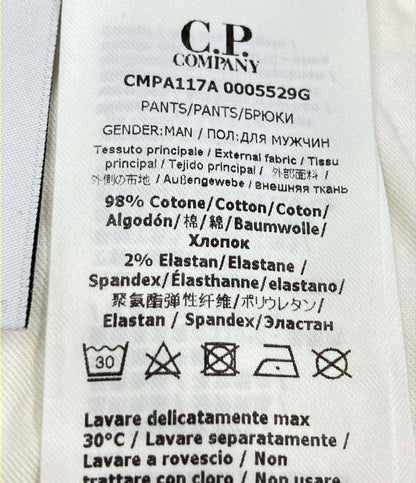 C.P.
COMPANY
CMPA117A 0005529G
PANTS/PANTS/БРЮКИ
GENDER:MAN / ПОЛ:ДЛЯ МУЖЧИН
Tessuto principale / External fabric / Tissu
principal / Tejido principal / 外部面料 /
外側の布地 / Außengewebe / внешняя ткань
98% Cotone/Cotton/Coton/
Algodón/棉/綿/Baumwolle/
Хлопок
2% Elastan/Elastane /
Spandex/Élasthanne/elastano/
聚氨酯弹性纤维/ポリウレタン/
Elastan / Spandex/Эластан
30
Lavare delicatamente max
30°C / Lavare separatamente /
Lavare a rovescio / Non
trattare con cloro / Non usare